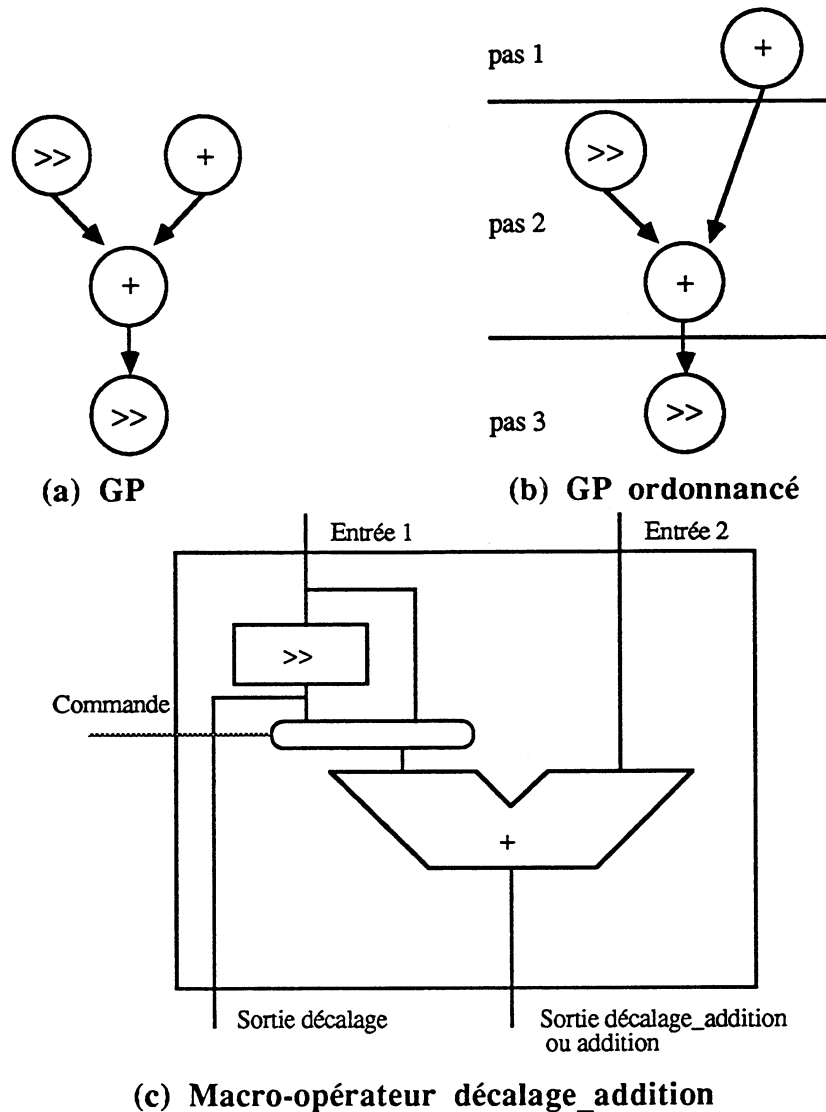 pas 1
+
>>
+
>>
pas 2
+
+
>>
pas 3
>>
(a) GP
(b) GP ordonnancé
Entrée 1
Entrée 2
>>
Commande
+
Sortie décalage
Sortie décalage_addition
ou addition
(c) Macro-opérateur décalage_addition